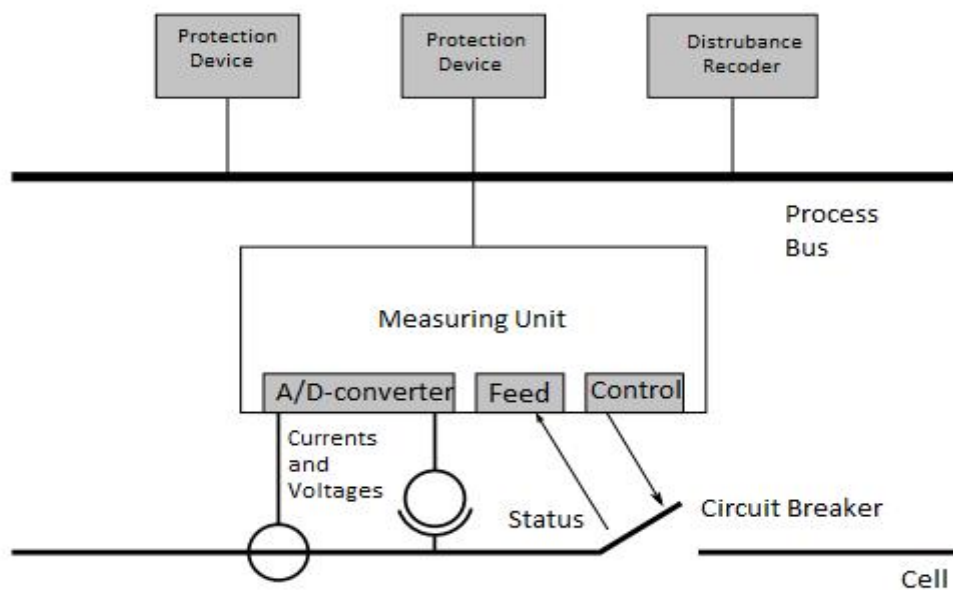 Protection
Device
Protection
Device
Distrubance
Recoder
Process
Bus
Measuring Unit
A/D-converter
Feed
Control
Currents
and
Voltages
Status
Circuit Breaker
Cell